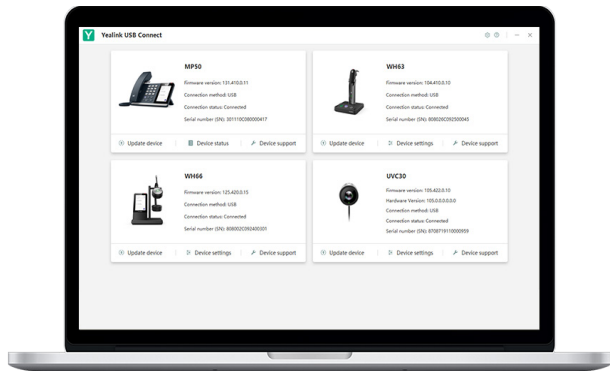 Y Yealink USB Connect
MP50
Firmware version: 131.410.0.11
Connection method: USB
Connection status: Connected
Serial number (SN): 301110C080000417
Update device Device status Device support
WH63
Firmware version: 104.410.0.10
Connection method: USB
Connection status: Connected
Serial number (SN): 808026C092500045
Update device Device settings Device support
WH66
Firmware version: 125.420.0.15
Connection method: USB
Connection status: Connected
Serial number (SN): 808002C092400301
Update device Device settings Device support
UVC30
Firmware version: 105.422.0.10
Hardware Version: 105.0.0.0.0.0.0
Connection method: USB
Connection status: Connected
Serial number (SN): 8708719110000959
Update device Device settings Device support